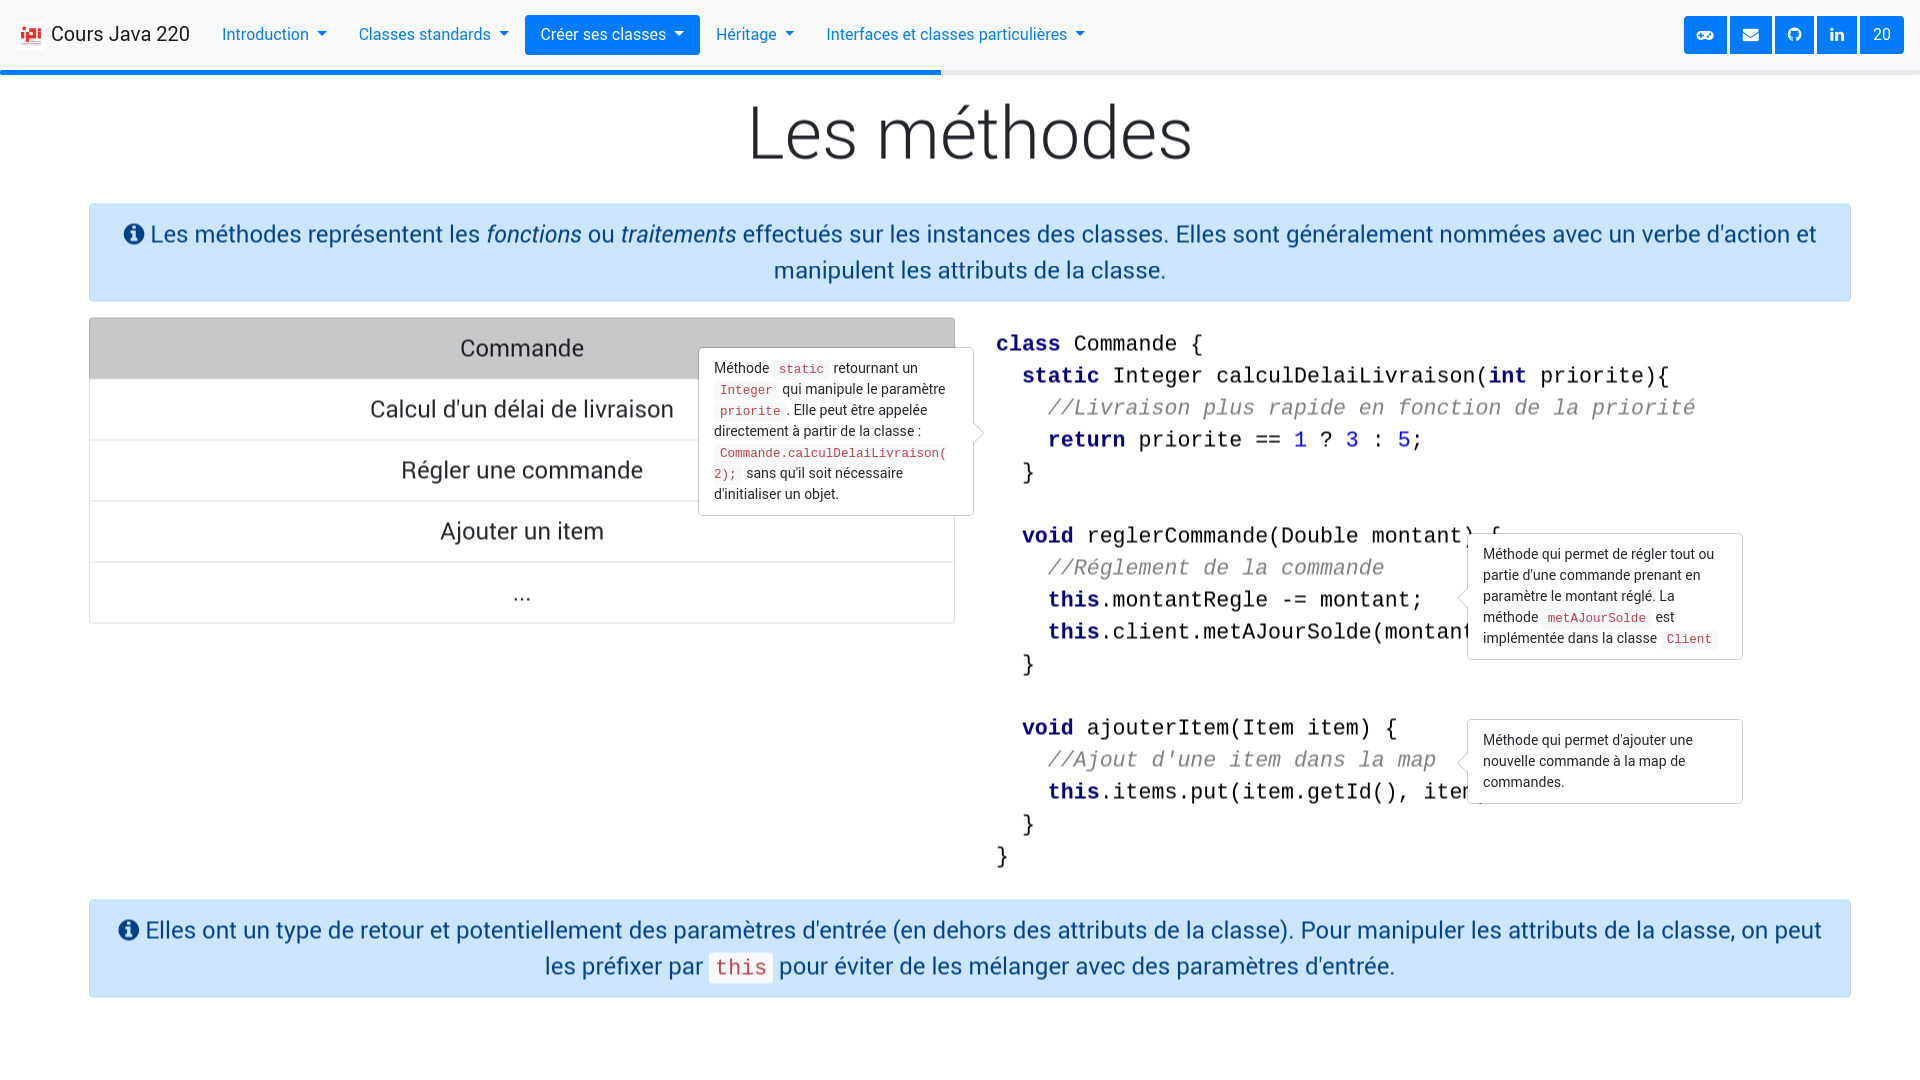 Cours Java 220
Introduction
Classes standards
Créer ses classes
Héritage
Interfaces et classes particulières
20
Les méthodes
Les méthodes représentent les fonctions ou traitements effectués sur les instances des classes. Elles sont généralement nommées avec un verbe d'action et
manipulent les attributs de la classe.
Commande
Calcul d'un délai de livraison
Régler une commande
Ajouter un item
...
Méthode static retournant un
Integer qui manipule le paramètre
priorite . Elle peut être appelée
directement à partir de la classe :
Commande.calculDelaiLivraison(
2); sans qu'il soit nécessaire
d'initialiser un objet.
class Commande {
static Integer calculDelaiLivraison(int priorite){
//Livraison plus rapide en fonction de la priorité
return priorite == 1 ? 3 : 5;
}
void reglerCommande(Double montant) {
//Réglement de la commande
this.montantRegle -= montant;
this.client.metAJourSolde(montant
}
Méthode qui permet de régler tout ou
partie d'une commande prenant en
paramètre le montant réglé. La
méthode metAJourSolde est
implémentée dans la classe Client
void ajouterItem(Item item) {
//Ajout d'une item dans la map
this.items.put(item.getId(), item
}
}
Méthode qui permet d'ajouter une
nouvelle commande à la map de
commandes.
Elles ont un type de retour et potentiellement des paramètres d'entrée (en dehors des attributs de la classe). Pour manipuler les attributs de la classe, on peut
les préfixer par this pour éviter de les mélanger avec des paramètres d'entrée.